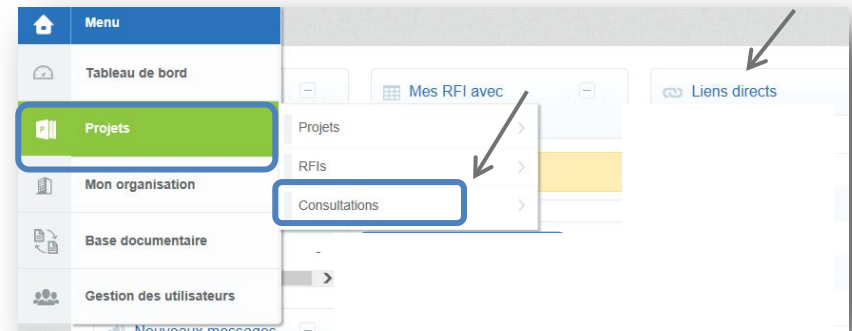 Menu
Tableau de bord
Mes RFI avec
Liens directs
Projets
Projets
RFIs
Mon organisation
Consultations
Base documentaire
Gestion des utilisateurs
Nouveaux messages